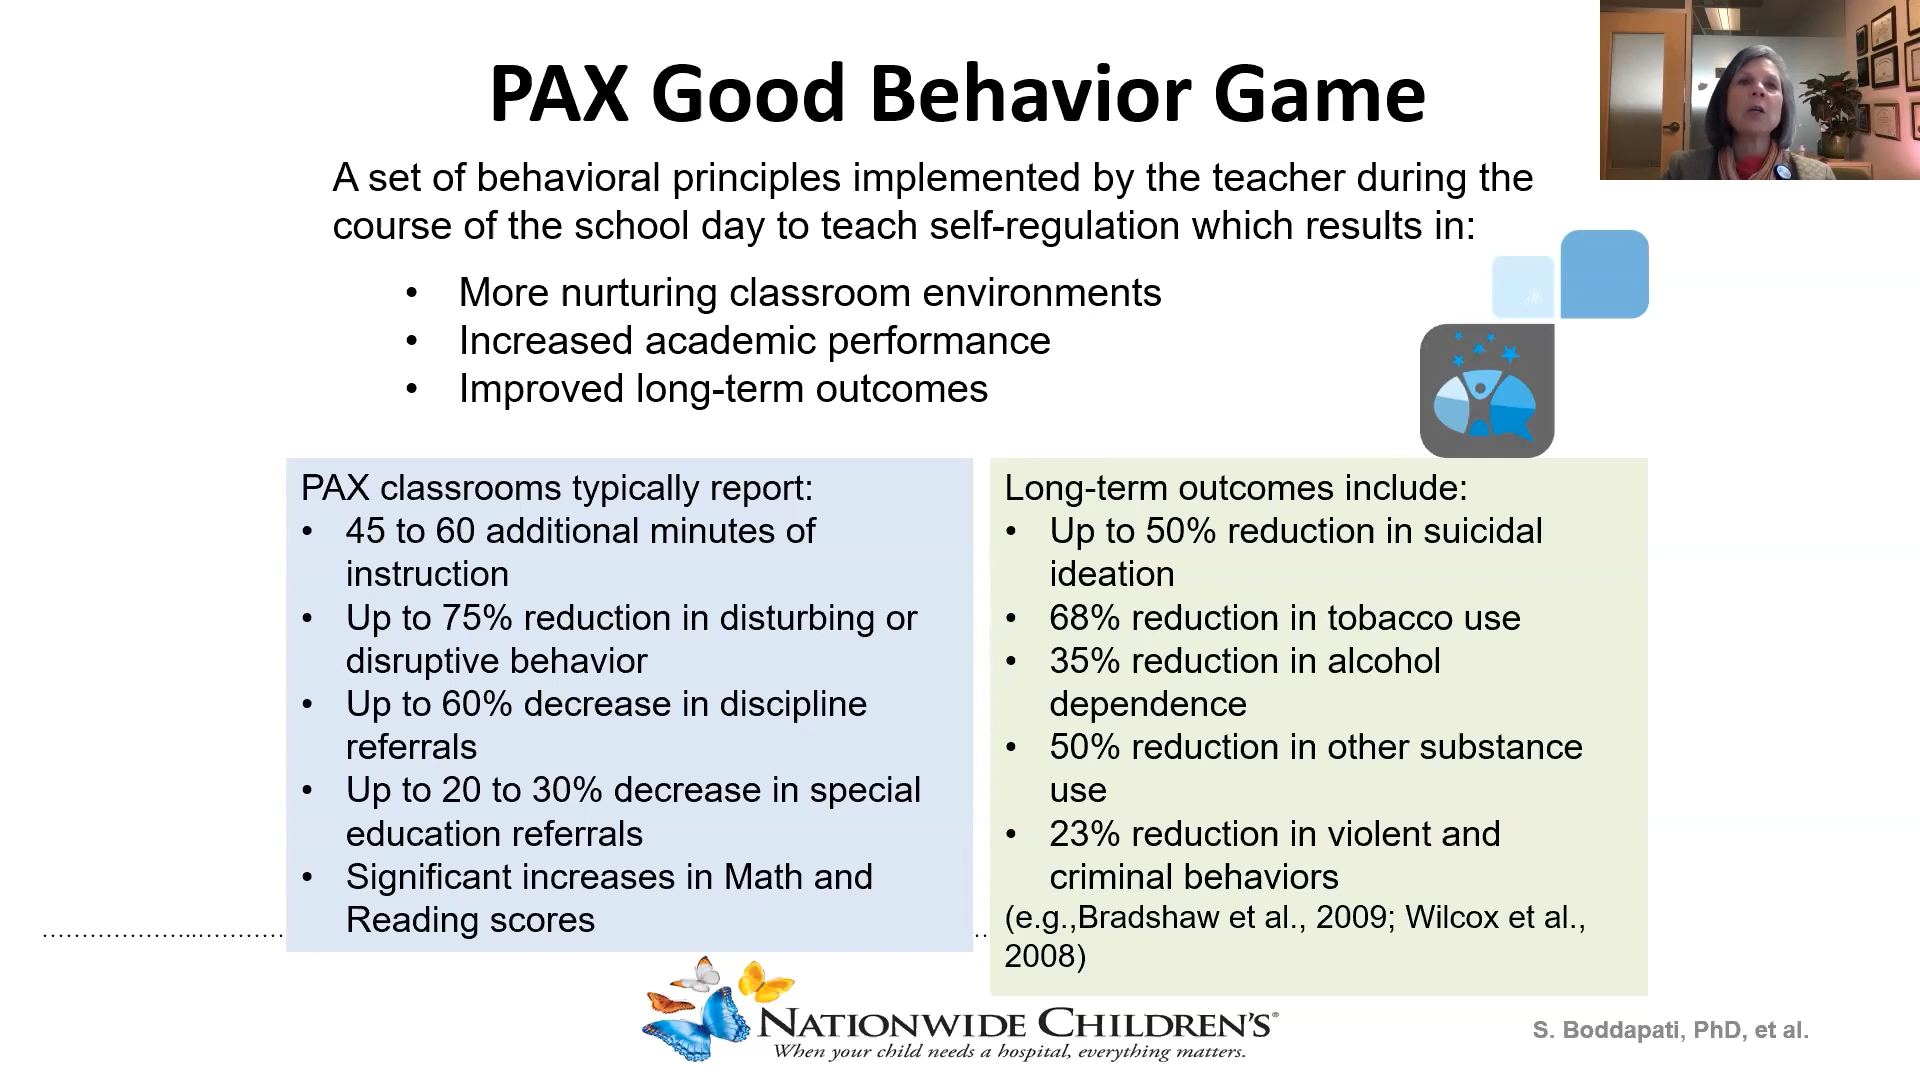 PAX Good Behavior Game
A set of behavioral principles implemented by the teacher during the
course of the school day to teach self-regulation which results in:
• More nurturing classroom environments
• Increased academic performance
• Improved long-term outcomes
PAX classrooms typically report:
• 45 to 60 additional minutes of
instruction
• Up to 75% reduction in disturbing or
disruptive behavior
• Up to 60% decrease in discipline
referrals
• Up to 20 to 30% decrease in special
education referrals
• Significant increases in Math and
Reading scores
Long-term outcomes include:
• Up to 50% reduction in suicidal
ideation
• 68% reduction in tobacco use
• 35% reduction in alcohol
dependence
• 50% reduction in other substance
use
• 23% reduction in violent and
criminal behaviors
(e.g.,Bradshaw et al., 2009; Wilcox et al.,
2008)
NATIONWIDE CHILDREN'S®
When your child needs a hospital, everything matters.
S. Boddapati, PhD, et al.